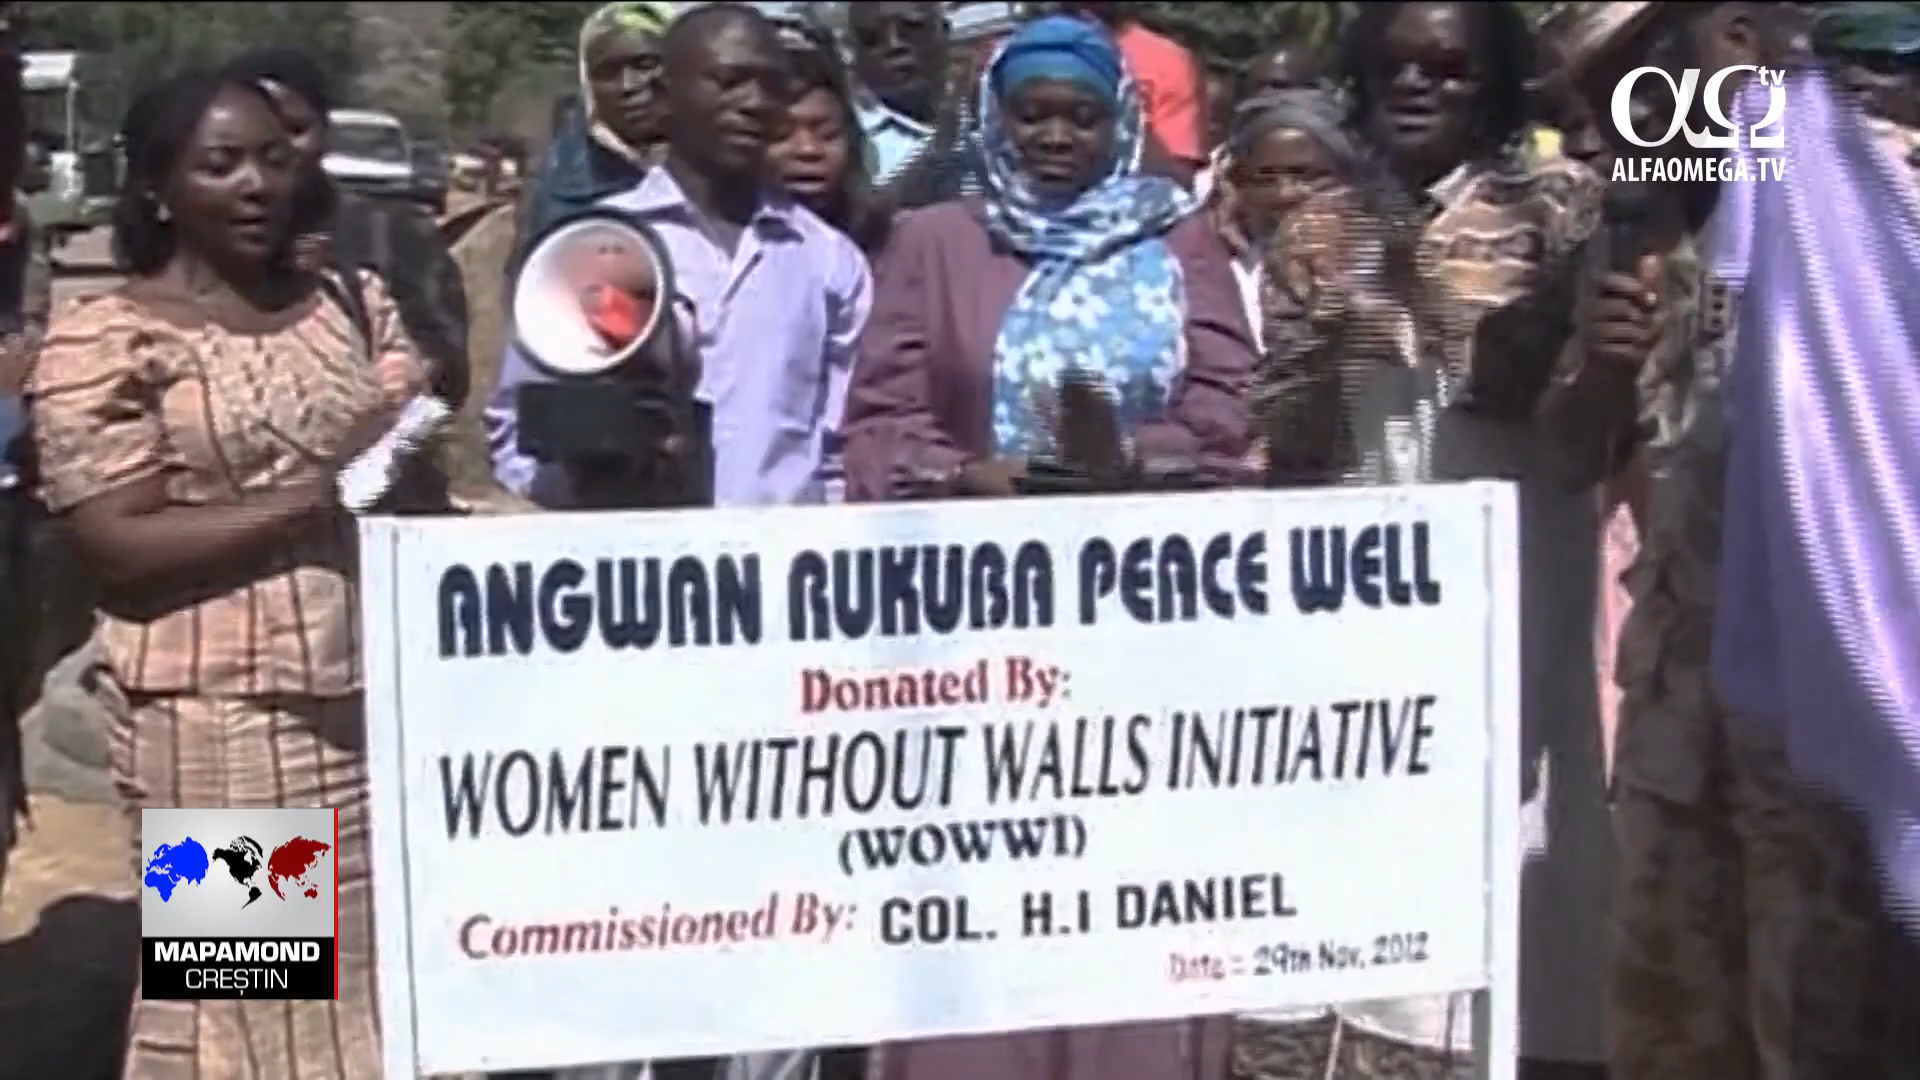 αΩ tv
ALFAOMEGA.TV
ANGWAN RUKUBA PEACE WELL
Donated By:
WOMEN WITHOUT WALLS INITIATIVE
(WOWWI)
Commissioned By: COL. H.I DANIEL
Date = 29th Nov, 2012
MAPAMOND
CREȘTIN